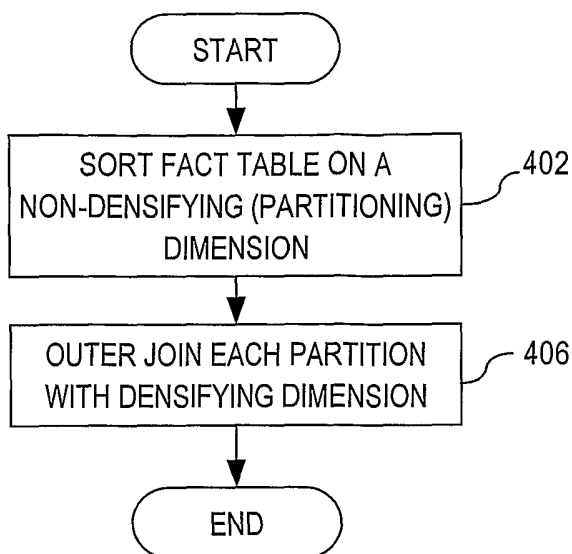 START
SORT FACT TABLE ON A
NON-DENSIFYING (PARTITIONING)
DIMENSION
402
OUTER JOIN EACH PARTITION
WITH DENSIFYING DIMENSION
406
END